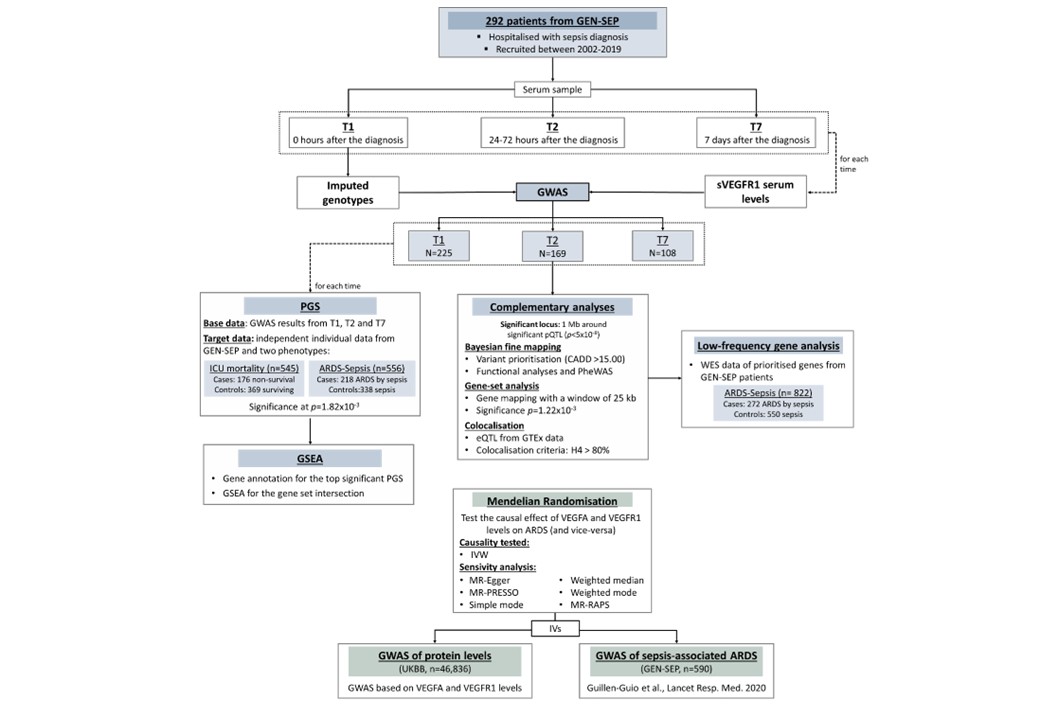 292 patients from GEN-SEP
▪ Hospitalised with sepsis diagnosis
▪ Recruited between 2002-2019
Serum sample
T1
0 hours after the diagnosis
T2
24-72 hours after the diagnosis
T7
7 days after the diagnosis
for each
time
Imputed
genotypes
GWAS
sVEGFR1 serum
levels
T1
N=225
T2
N=169
T7
N=108
for each time
PGS
Base data: GWAS results from T1, T2 and T7
Target data: independent individual data from
GEN-SEP and two phenotypes:
ICU mortality (n=545)
Cases: 176 non-survival
Controls: 369 surviving
ARDS-Sepsis (n=556)
Cases: 218 ARDS by sepsis
Controls:338 sepsis
Significance at p=1.82x10⁻³
GSEA
• Gene annotation for the top significant PGS
• GSEA for the gene set intersection
Complementary analyses
Significant locus: 1 Mb around
significant pQTL (p<5x10⁻⁸)
Bayesian fine mapping
• Variant prioritisation (CADD >15.00)
• Functional analyses and PheWAS
Gene-set analysis
• Gene mapping with a window of 25 kb
• Significance p=1.22x10⁻³
Colocalisation
• eQTL from GTEx data
• Colocalisation criteria: H4 > 80%
Low-frequency gene analysis
• WES data of prioritised genes from
GEN-SEP patients
ARDS-Sepsis (n= 822)
Cases: 272 ARDS by sepsis
Controls: 550 sepsis
Mendelian Randomisation
Test the causal effect of VEGFA and VEGFR1
levels on ARDS (and vice-versa)
Causality tested:
• IVW
Sensivity analysis:
• MR-Egger
• MR-PRESSO
• Simple mode
• Weighted median
• Weighted mode
• MR-RAPS
IVs
GWAS of protein levels
(UKBB, n=46,836)
GWAS based on VEGFA and VEGFR1 levels
GWAS of sepsis-associated ARDS
(GEN-SEP, n=590)
Guillen-Guio et al., Lancet Resp. Med. 2020